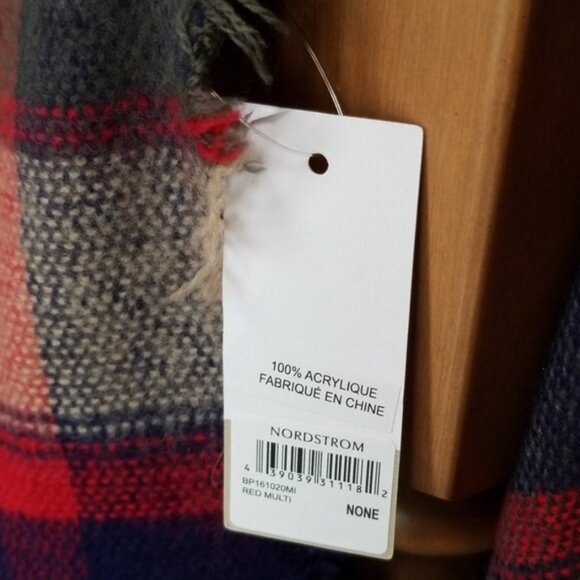 100% ACRYLIQUE
FABRIQUÉ EN CHINE
NORDSTROM
4 39039 31118 2
BP161020MI
RED MULTI
NONE